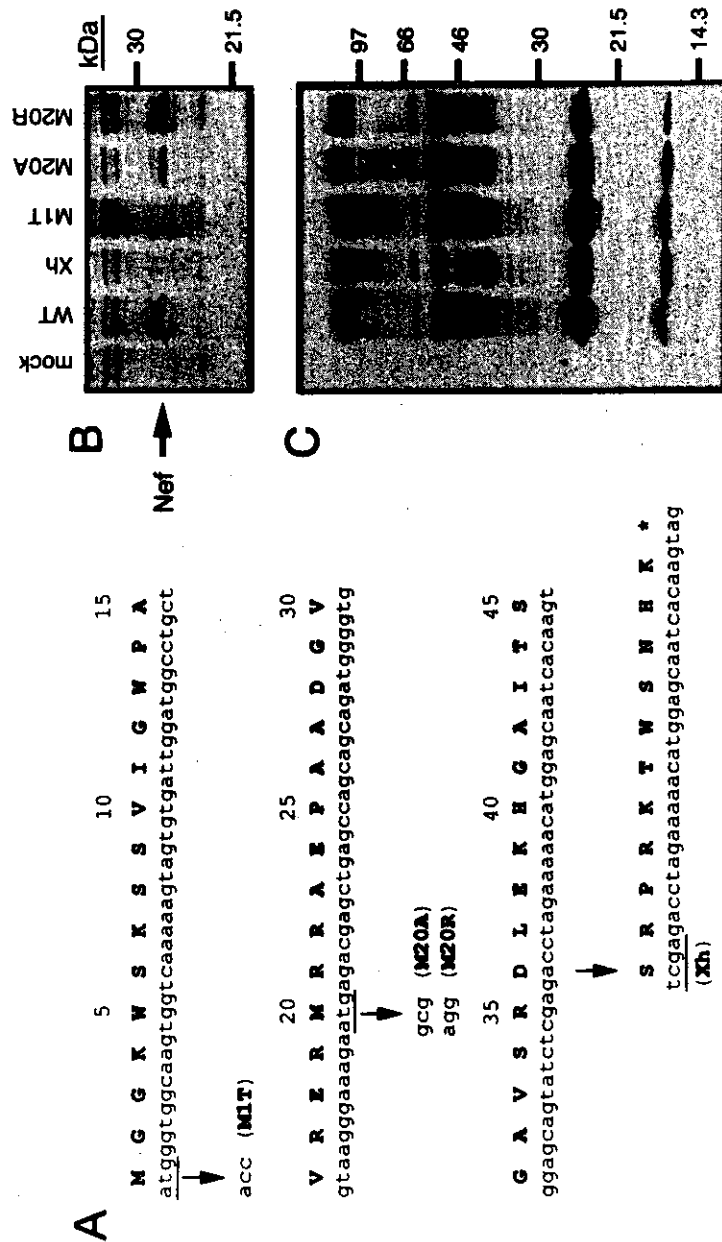 A
5 10 15
M G G K W S K S S V I G W P A
atgggtggcaagtggtcaaaaagtagtgtgattggatggcctgct
acc (M1T)
20 25 30
V R E R M R R A E P A A D G V
gtaagggaaagaatgagacgagctgagccagcagcagatggggtg
gcg (M20A)
agg (M20R)
35 40 45
G A V S R D L E K H G A I T S
ggagcagtatctcgagacctagaaaaacatggagcaatcacaagt
S R P R K T W S N H K *
tcgagacctagaaaaacatggagcaatcacaagtag
(Xh)
B
mock WT Xh M1T M20A M20R
kDa
30
Nef
21.5
C
97
66
46
30
21.5
14.3